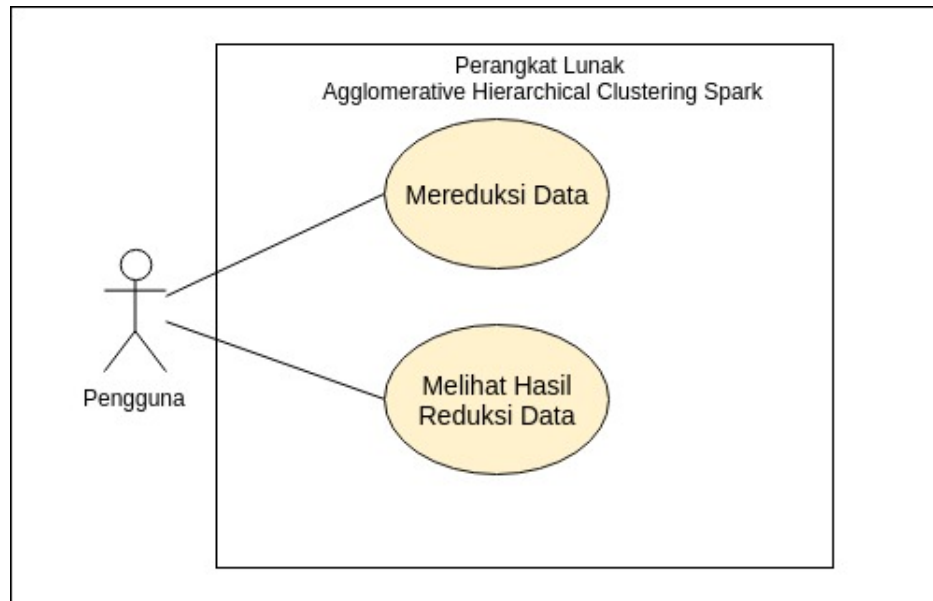 Perangkat Lunak
Agglomerative Hierarchical Clustering Spark
Mereduksi Data
Pengguna
Melihat Hasil
Reduksi Data